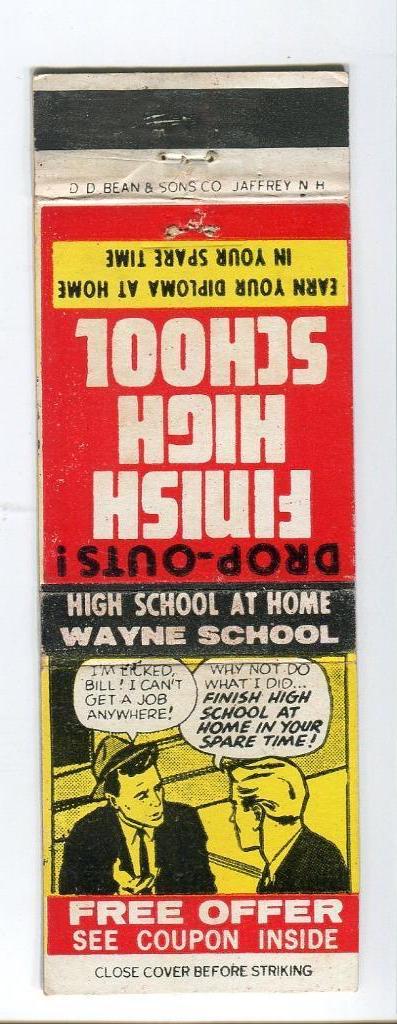 D D BEAN & SONS CO JAFFREY N H
DROP-OUTS!
FINISH
HIGH
SCHOOL
EARN YOUR DIPLOMA AT HOME
IN YOUR SPARE TIME
HIGH SCHOOL AT HOME
WAYNE SCHOOL
I'M LICKED,
BILL! I CAN'T
GET A JOB
ANYWHERE!
WHY NOT DO
WHAT I DID...
FINISH HIGH
SCHOOL AT
HOME IN YOUR
SPARE TIME!
FREE OFFER
SEE COUPON INSIDE
CLOSE COVER BEFORE STRIKING